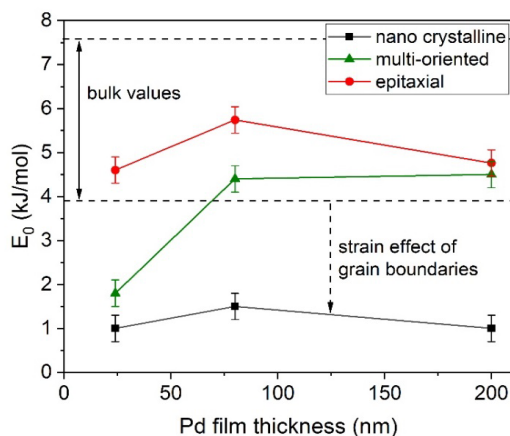 nano crystalline
multi-oriented
epitaxial
bulk values
strain effect of
grain boundaries
E0 (kJ/mol)
8
7
6
5
4
3
2
1
0
0
50
100
150
200
Pd film thickness (nm)